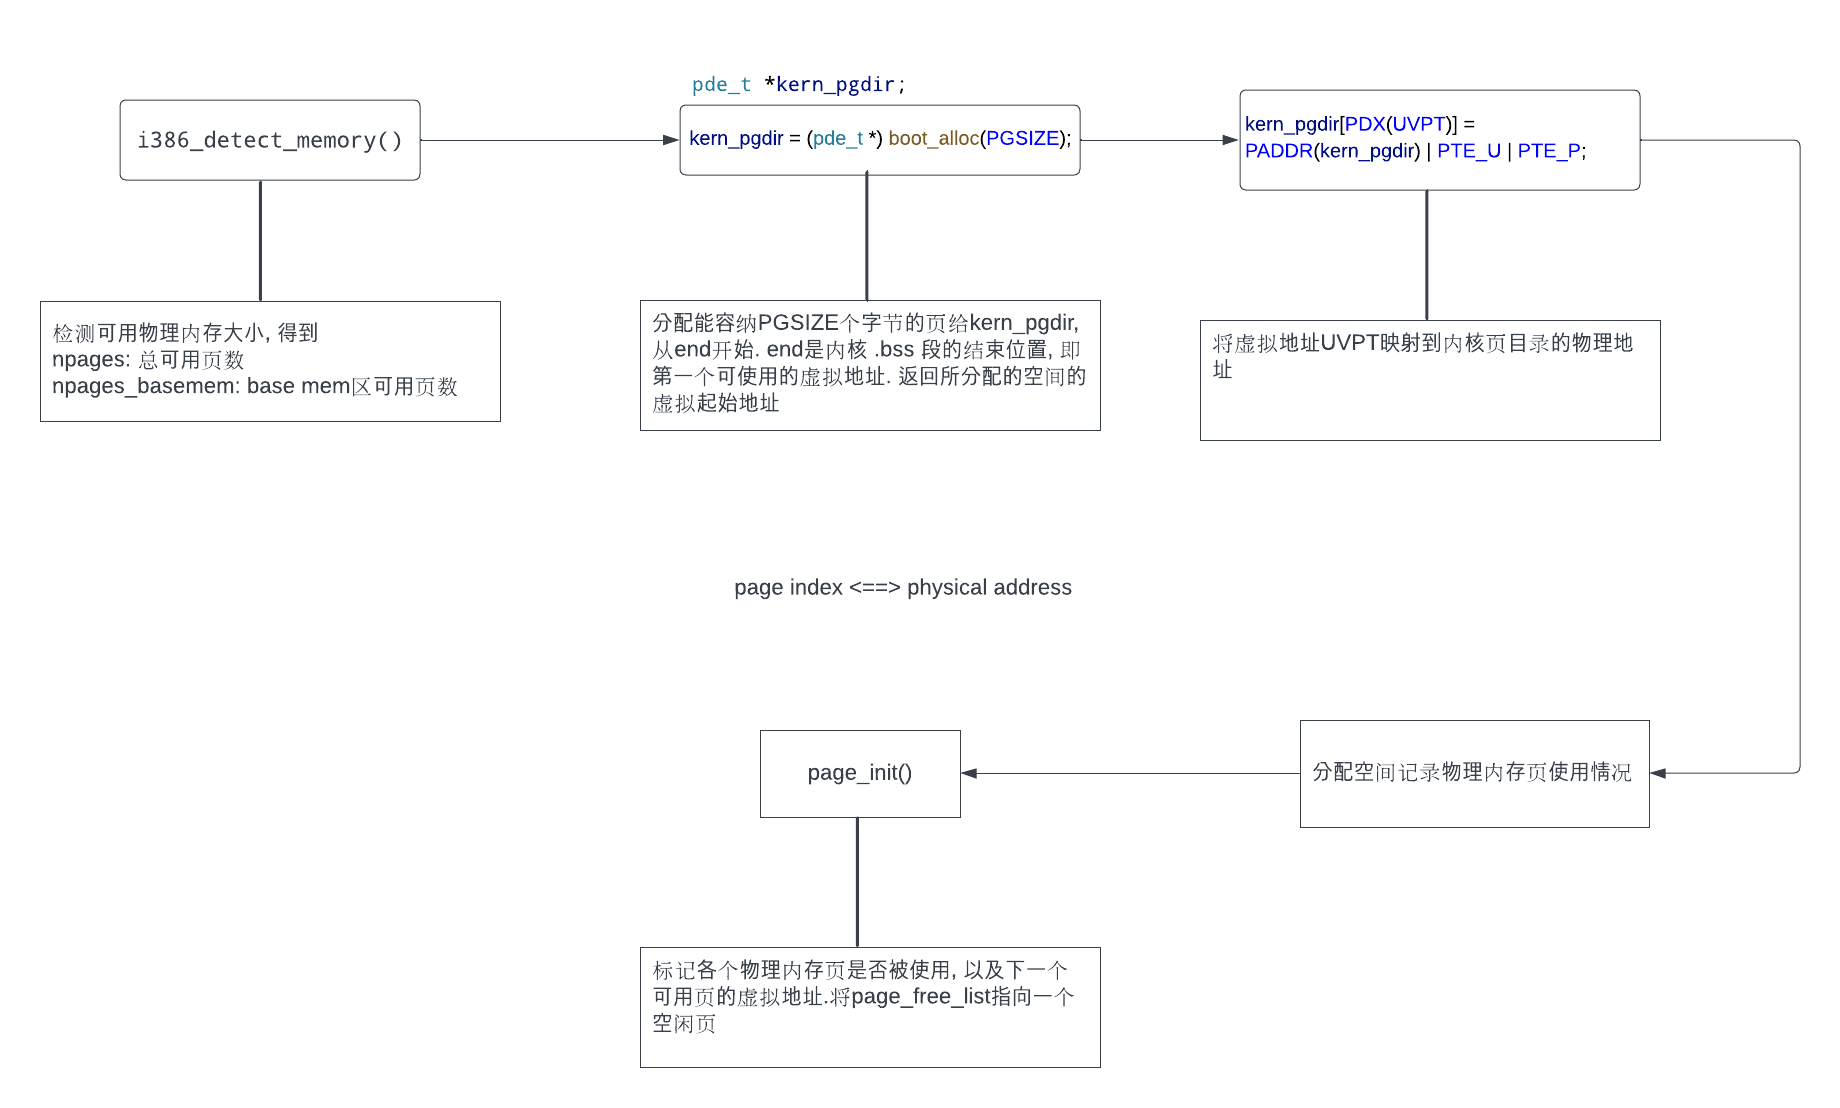 pde_t *kern_pgdir;
i386_detect_memory()
kern_pgdir = (pde_t *) boot_alloc(PGSIZE);
kern_pgdir[PDX(UVPT)] =
PADDR(kern_pgdir) | PTE_U | PTE_P;
检测可用物理内存大小, 得到
npages: 总可用页数
npages_basemem: base mem区可用页数
分配能容纳PGSIZE个字节的页给kern_pgdir,
从end开始. end是内核 .bss 段的结束位置, 即
第一个可使用的虚拟地址. 返回所分配的空间的
虚拟起始地址
将虚拟地址UVPT映射到内核页目录的物理地
址
page index <==> physical address
page_init()
分配空间记录物理内存页使用情况
标记各个物理内存页是否被使用, 以及下一个
可用页的虚拟地址.将page_free_list指向一个
空闲页